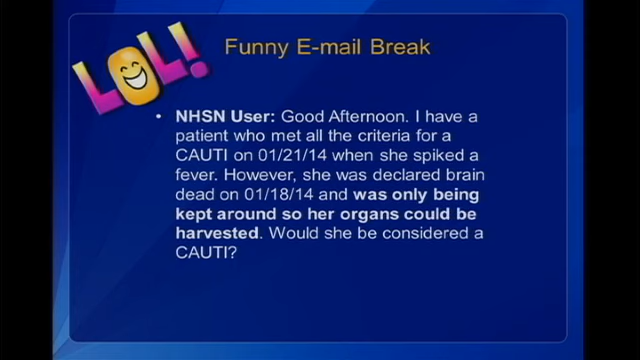 LOL!
Funny E-mail Break
• NHSN User: Good Afternoon. I have a
patient who met all the criteria for a
CAUTI on 01/21/14 when she spiked a
fever. However, she was declared brain
dead on 01/18/14 and was only being
kept around so her organs could be
harvested. Would she be considered a
CAUTI?